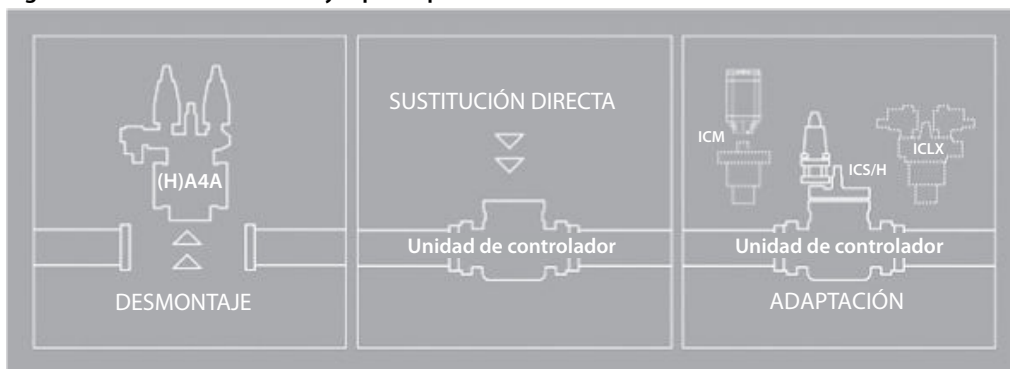 (H)A4A
DESMONTAJE
SUSTITUCIÓN DIRECTA
Unidad de controlador
ICM
ICS/H
ICLX
Unidad de controlador
ADAPTACIÓN